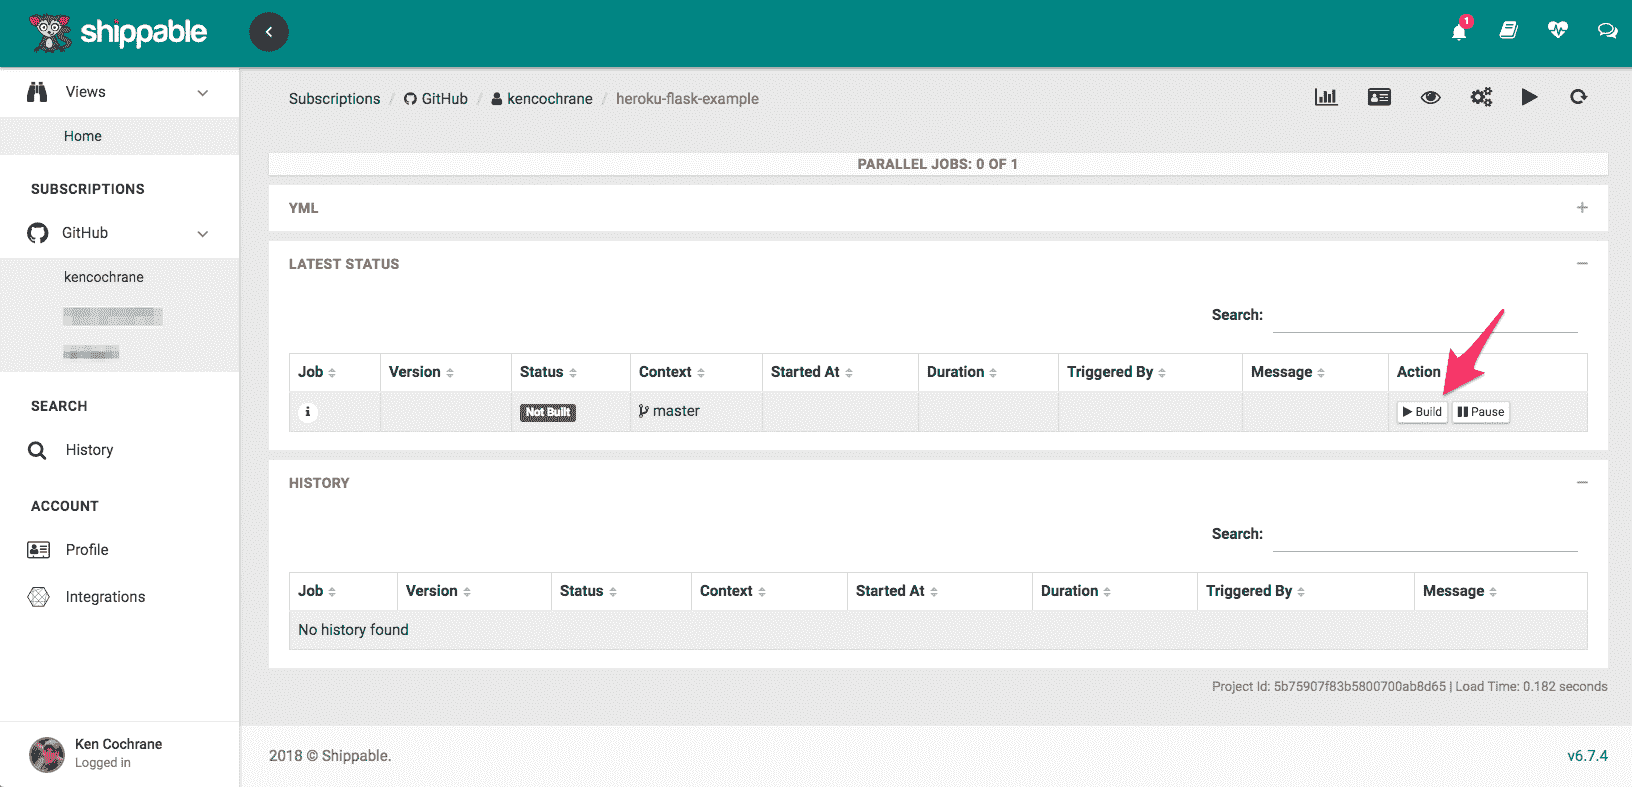 shippable
1
Views
Home
SUBSCRIPTIONS
GitHub
kencochrane
SEARCH
History
ACCOUNT
Profile
Integrations
Ken Cochrane
Logged in
Subscriptions / GitHub / kencochrane / heroku-flask-example
PARALLEL JOBS: 0 OF 1
YML
LATEST STATUS
Search:
Job Version Status Context Started At Duration Triggered By Message Action
Not Built master Build Pause
HISTORY
Search:
Job Version Status Context Started At Duration Triggered By Message
No history found
Project Id: 5b75907f83b5800700ab8d65 | Load Time: 0.182 seconds
2018 © Shippable.
v6.7.4